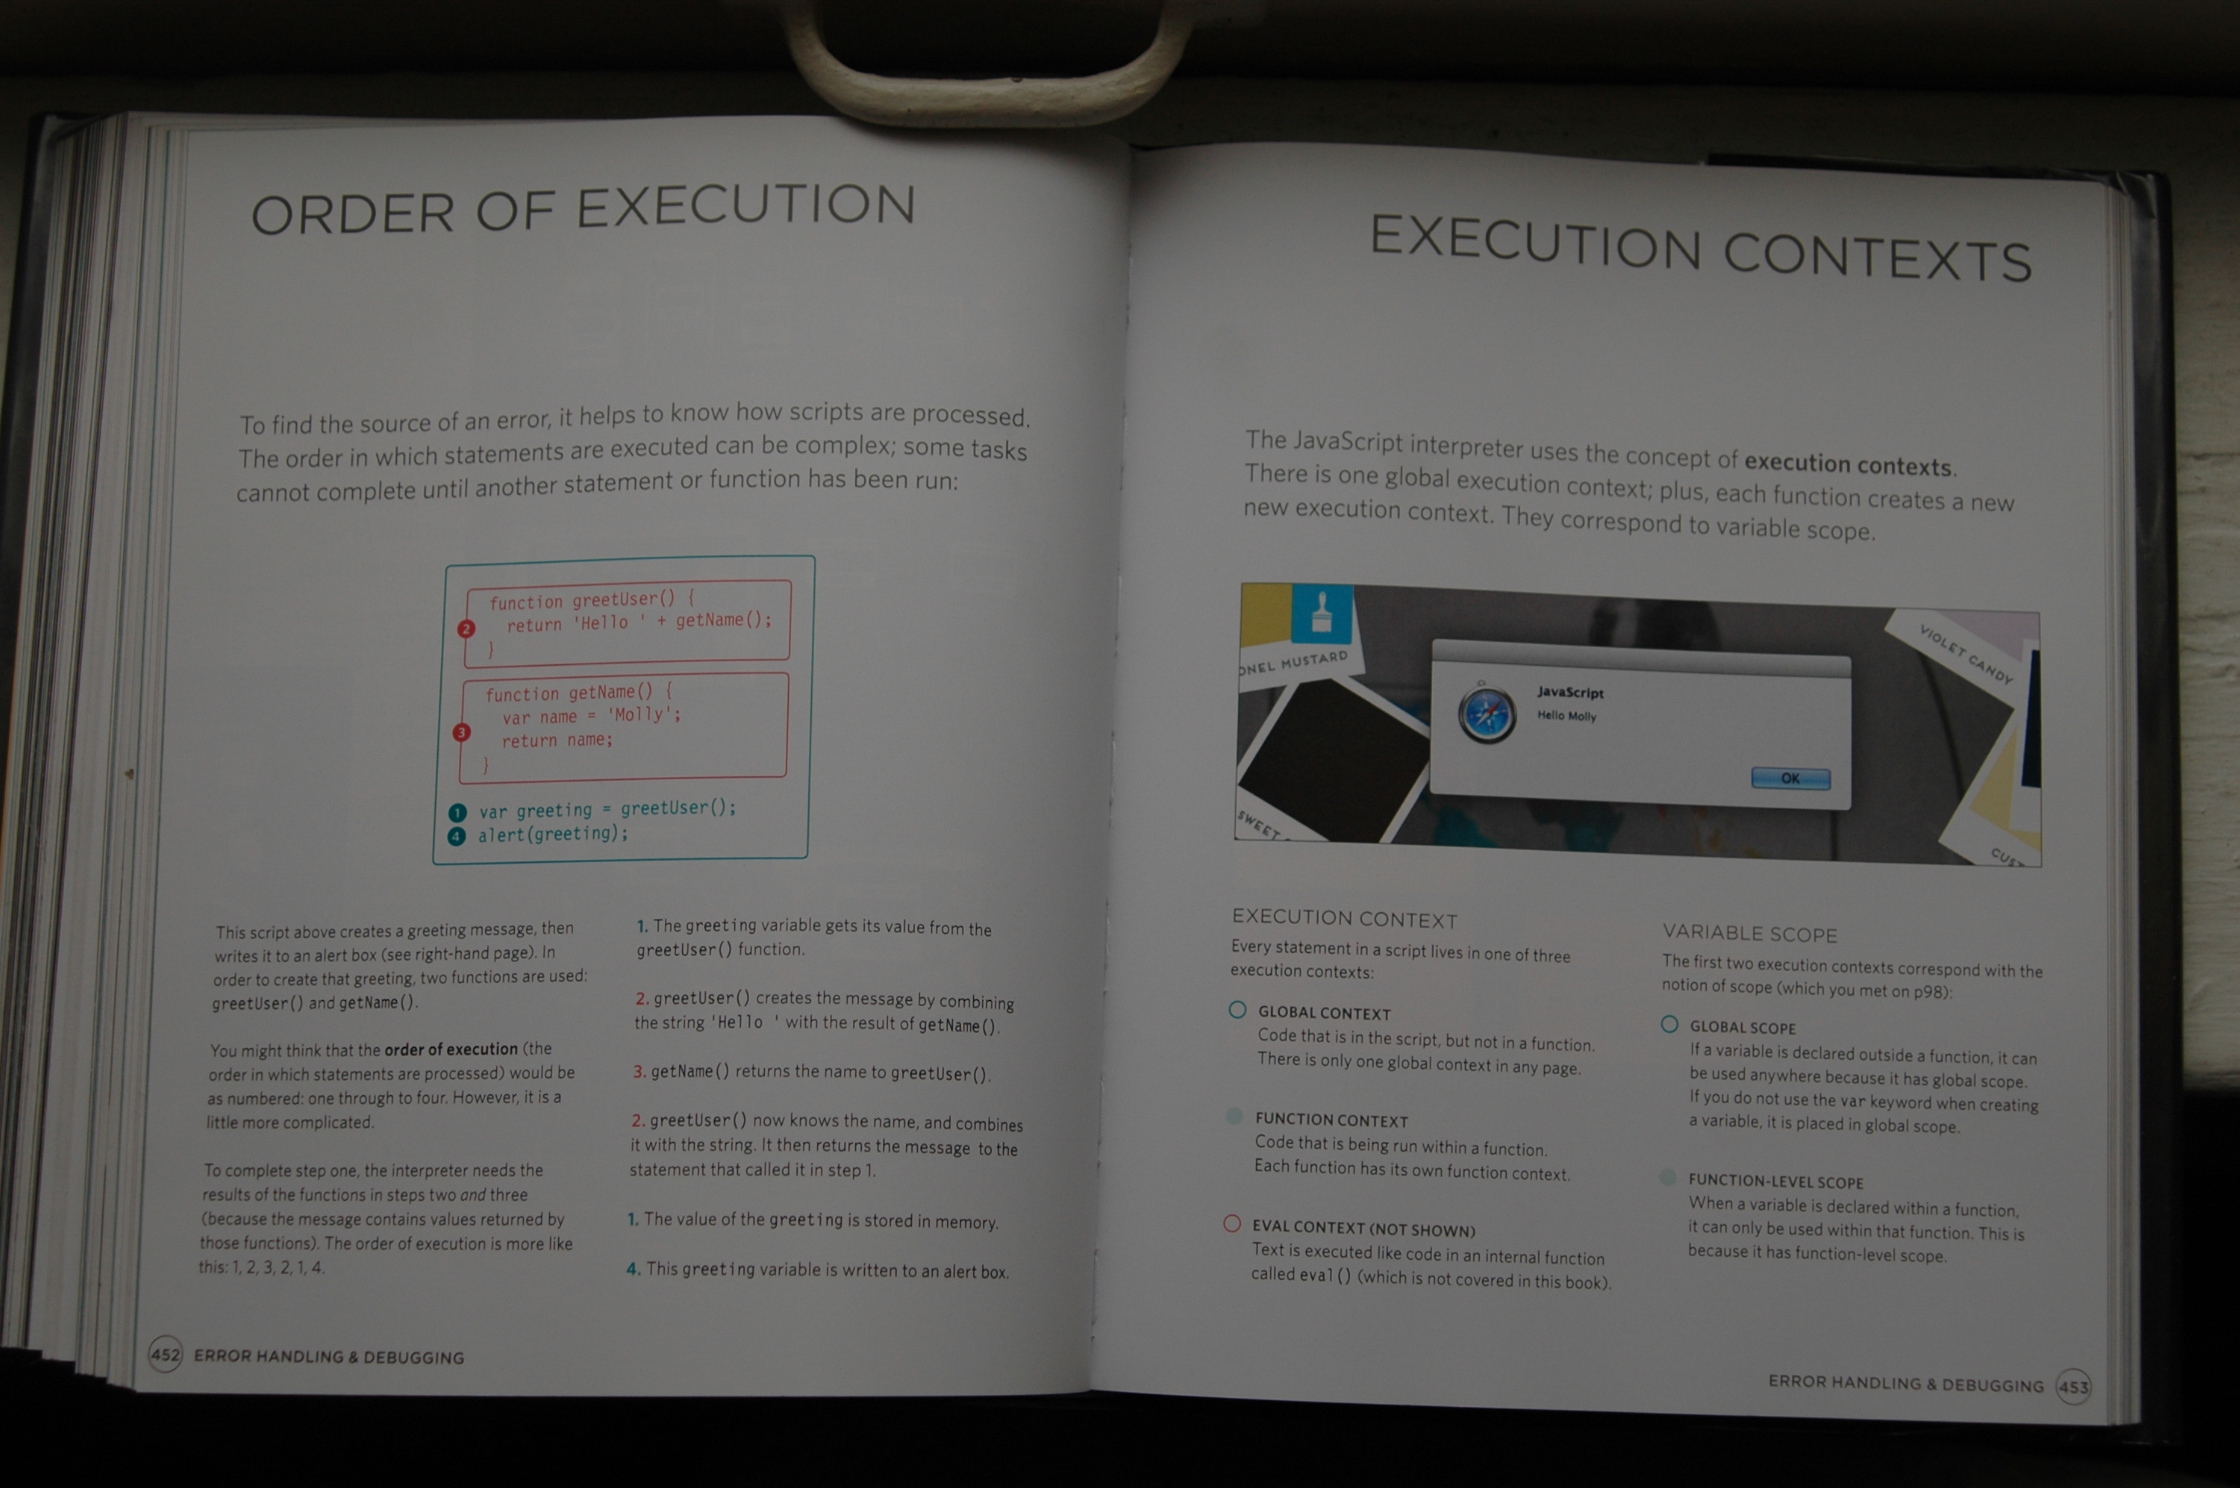 ORDER OF EXECUTION
To find the source of an error, it helps to know how scripts are processed.
The order in which statements are executed can be complex; some tasks
cannot complete until another statement or function has been run:
function greetUser() {
2 return 'Hello ' + getName();
}
function getName() {
var name = 'Molly';
3 return name;
}
1 var greeting = greetUser();
4 alert(greeting);
This script above creates a greeting message, then
writes it to an alert box (see right-hand page). In
order to create that greeting, two functions are used:
greetUser() and getName().
You might think that the order of execution (the
order in which statements are processed) would be
as numbered: one through to four. However, it is a
little more complicated.
To complete step one, the interpreter needs the
results of the functions in steps two and three
(because the message contains values returned by
those functions). The order of execution is more like
this: 1, 2, 3, 2, 1, 4.
1. The greeting variable gets its value from the
greetUser() function.
2. greetUser() creates the message by combining
the string 'Hello ' with the result of getName().
3. getName() returns the name to greetUser().
2. greetUser() now knows the name, and combines
it with the string. It then returns the message to the
statement that called it in step 1.
1. The value of the greeting is stored in memory.
4. This greeting variable is written to an alert box.
452 ERROR HANDLING & DEBUGGING
EXECUTION CONTEXTS
The JavaScript interpreter uses the concept of execution contexts.
There is one global execution context; plus, each function creates a new
new execution context. They correspond to variable scope.
ONEL MUSTARD
VIOLET CANDY
JavaScript
Hello Molly
OK
SWEET
CUST
EXECUTION CONTEXT
Every statement in a script lives in one of three
execution contexts:
GLOBAL CONTEXT
Code that is in the script, but not in a function.
There is only one global context in any page.
FUNCTION CONTEXT
Code that is being run within a function.
Each function has its own function context.
EVAL CONTEXT (NOT SHOWN)
Text is executed like code in an internal function
called eval() (which is not covered in this book).
VARIABLE SCOPE
The first two execution contexts correspond with the
notion of scope (which you met on p98):
GLOBAL SCOPE
If a variable is declared outside a function, it can
be used anywhere because it has global scope.
If you do not use the var keyword when creating
a variable, it is placed in global scope.
FUNCTION-LEVEL SCOPE
When a variable is declared within a function,
it can only be used within that function. This is
because it has function-level scope.
ERROR HANDLING & DEBUGGING 453